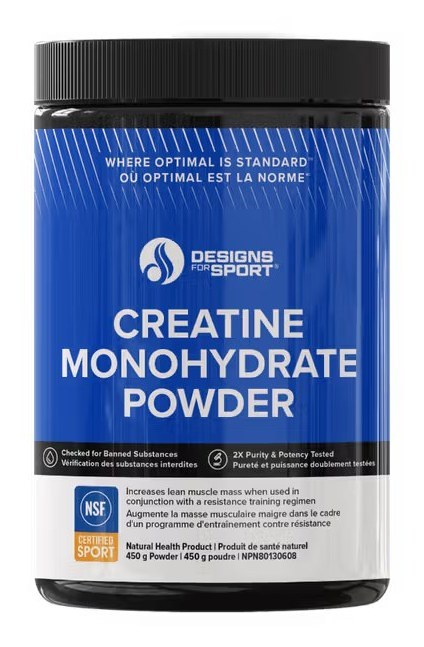 WHERE OPTIMAL IS STANDARD™
OÙ OPTIMAL EST LA NORME™
DESIGNS
FOR SPORT®
CREATINE
MONOHYDRATE
POWDER
Checked for Banned Substances
Vérification des substances interdites
2X Purity & Potency Tested
Pureté et puissance doublement testées
NSF
CERTIFIED
SPORT
Increases lean muscle mass when used in
conjunction with a resistance training regimen
Augmente la masse musculaire maigre dans le cadre
d'un programme d'entraînement contre résistance
Natural Health Product | Produit de santé naturel
450 g Powder | 450 g poudre | NPN80130608